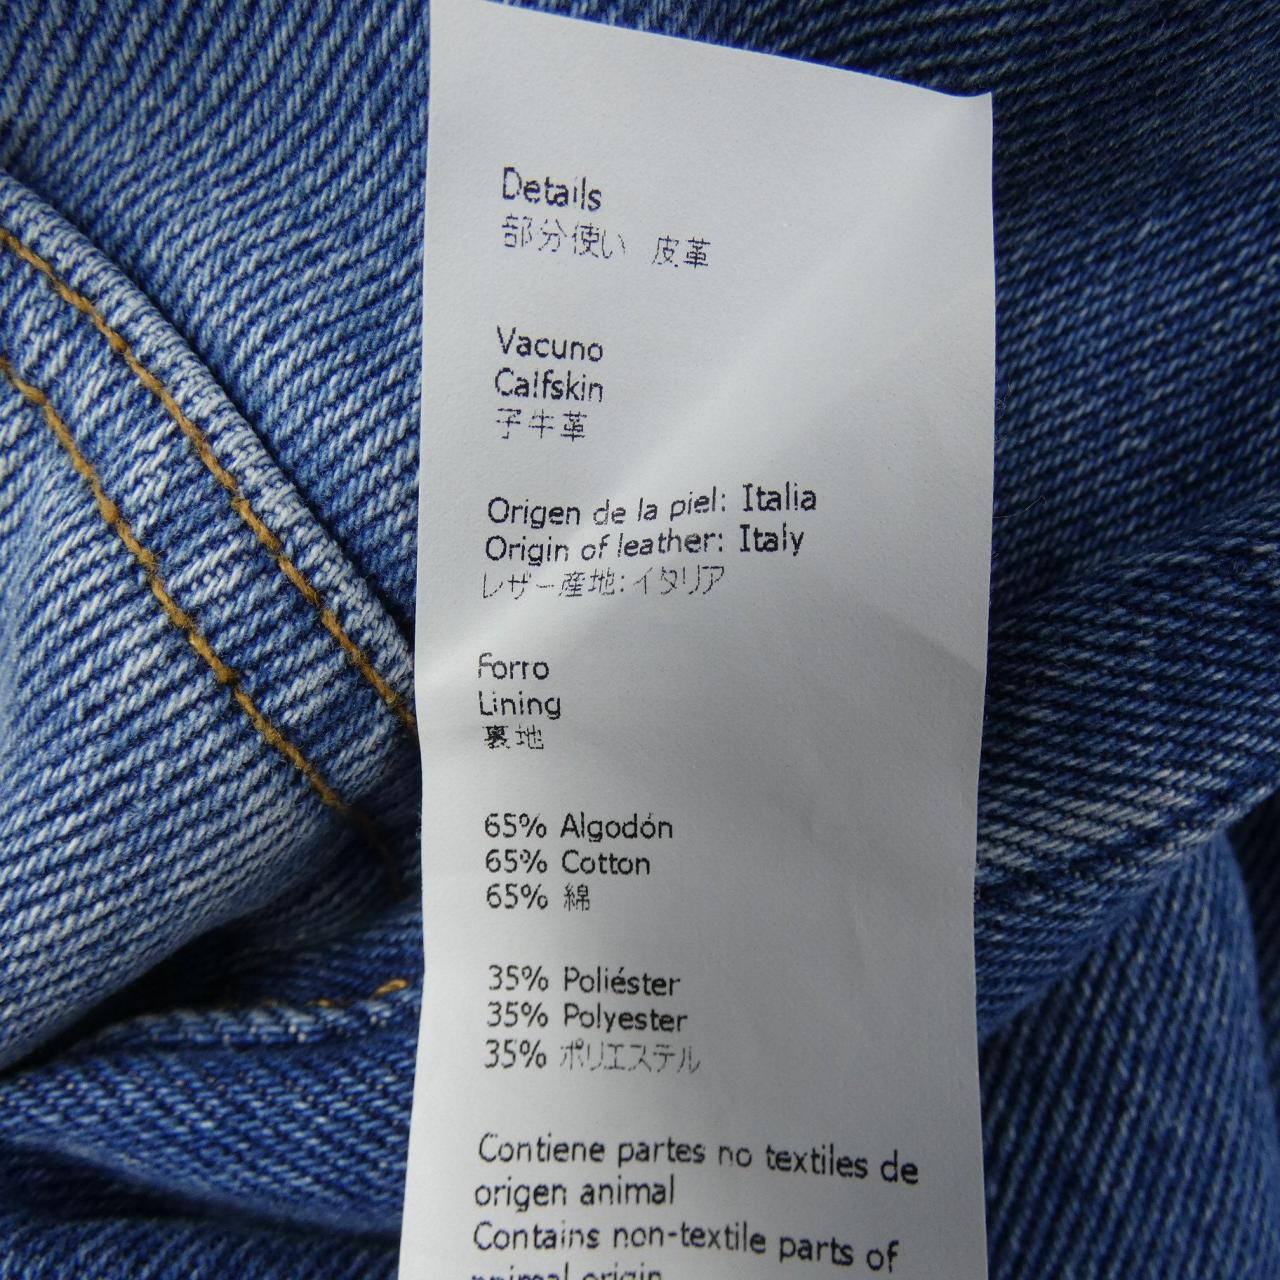 Details
部分使い 皮革
Vacuno
Calfskin
子牛革
Origen de la piel: Italia
Origin of leather: Italy
レザー産地:イタリア
Forro
Lining
裏地
65% Algodón
65% Cotton
65% 綿
35% Poliéster
35% Polyester
35% ポリエステル
Contiene partes no textiles de
origen animal
Contains non-textile parts of
animal origin